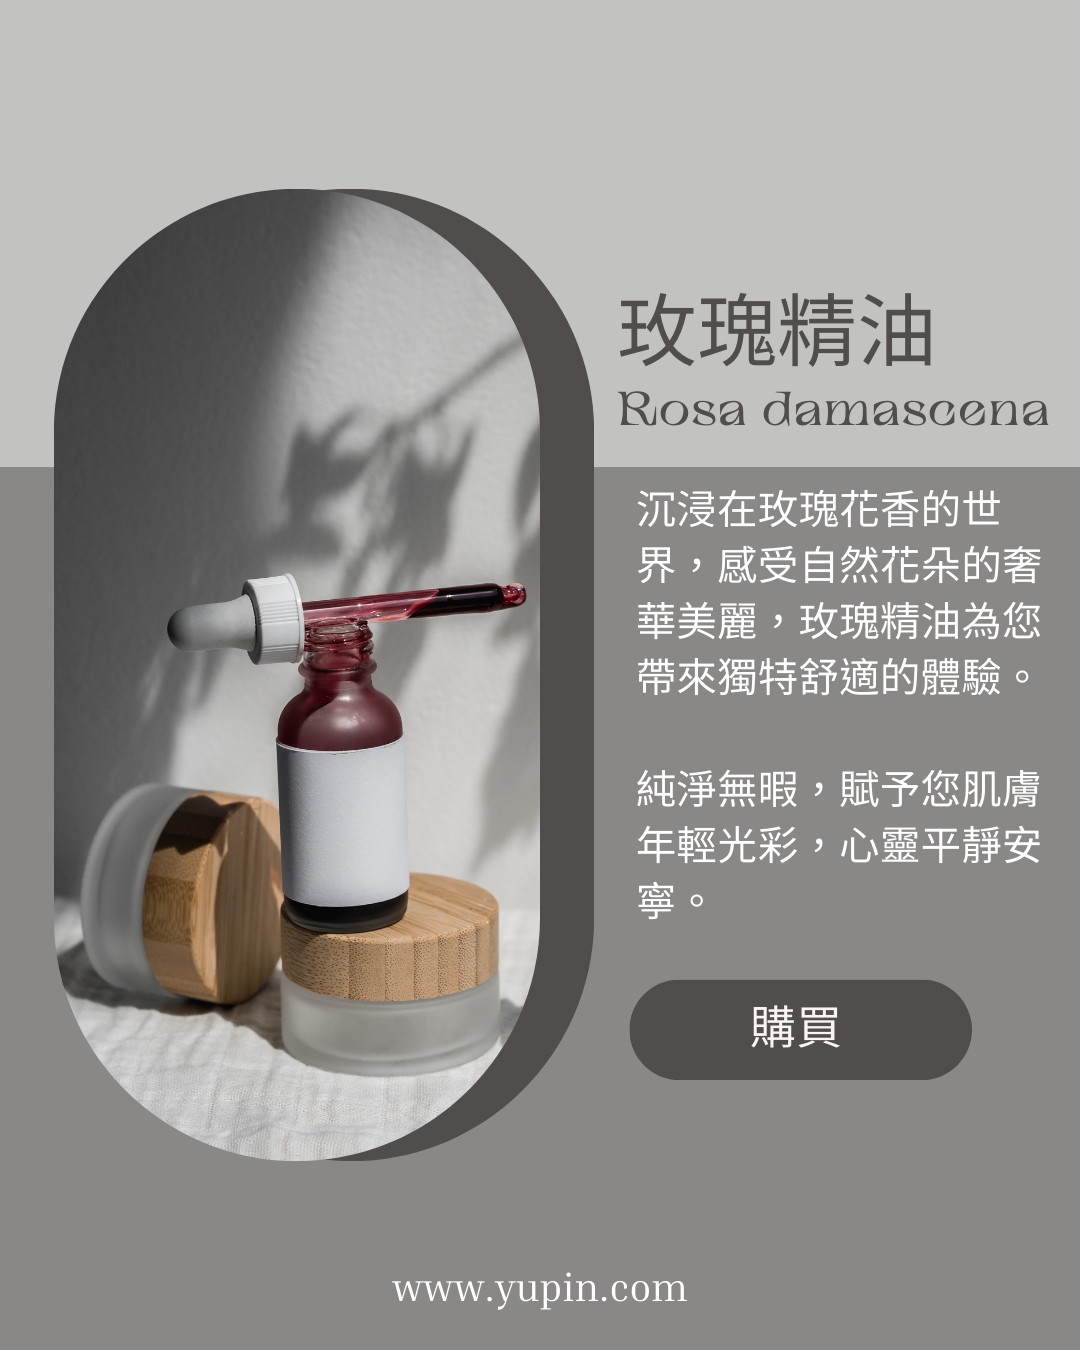 玫瑰精油
Rosa damascena
沉浸在玫瑰花香的世
界，感受自然花朵的奢
華美麗，玫瑰精油為您
帶來獨特舒適的體驗。
純淨無暇，賦予您肌膚
年輕光彩，心靈平靜安
寧。
購買
www.yupin.com